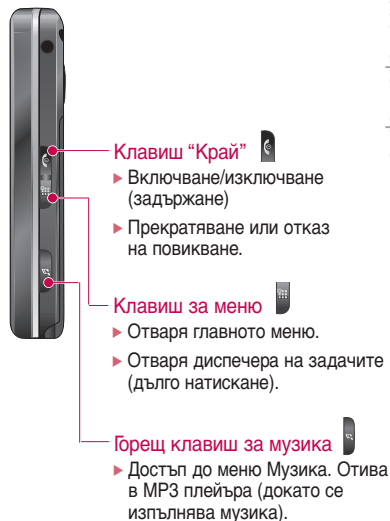 Клавиш “Край”
▶ Включване/изключване
(задържане)
▶ Прекратяване или отказ
на повикване.
Клавиш за меню
▶ Отваря главното меню.
▶ Отваря диспечера на задачите
(дълго натискане).
Горещ клавиш за музика
▶ Достъп до меню Музика. Отива
в MP3 плейъра (докато се
изпълнява музика).